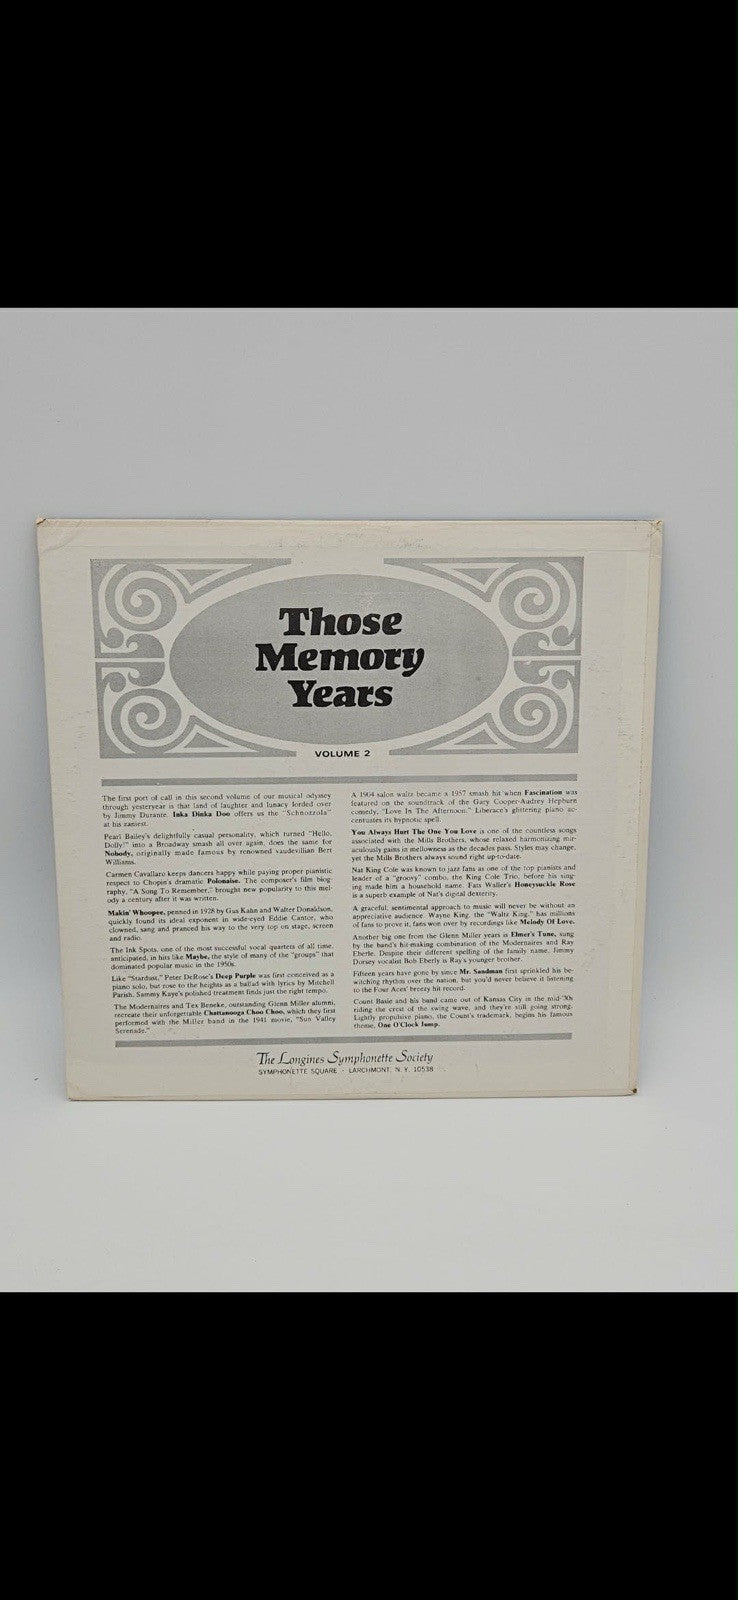 Those
Memory
Years
VOLUME 2
The first port of call in this second volume of our musical odyssey
through yesteryear is that land of laughter and lunacy lorded over
by Jimmy Durante. Inka Dinka Doo offers us the "Schnozzola"
at his zaniest.
Pearl Bailey's delightfully casual personality, which turned "Hello,
Dolly!" into a Broadway smash all over again, does the same for
Nobody, originally made famous by renowned vaudevillian Bert
Williams.
Carmen Cavallaro keeps dancers happy while paying proper pianistic
respect to Chopin's dramatic Polonaise. The composer's film biog-
raphy, "A Song To Remember," brought new popularity to this mel-
ody a century after it was written.
Makin' Whoopee, penned in 1928 by Gus Kahn and Walter Donaldson,
quickly found its ideal exponent in wide-eyed Eddie Cantor, who
clowned, sang and pranced his way to the very top on stage, screen
and radio.
The Ink Spots, one of the most successful vocal quartets of all time,
anticipated, in hits like Maybe, the style of many of the "groups" that
dominated popular music in the 1950s.
Like "Stardust," Peter DeRose's Deep Purple was first conceived as a
piano solo, but rose to the heights as a ballad with lyrics by Mitchell
Parish. Sammy Kaye's polished treatment finds just the right tempo.
The Modernaires and Tex Beneke, outstanding Glenn Miller alumni,
recreate their unforgettable Chattanooga Choo Choo, which they first
performed with the Miller band in the 1941 movie, "Sun Valley
Serenade."
A 1904 salon waltz became a 1957 smash hit when Fascination was
featured on the soundtrack of the Gary Cooper-Audrey Hepburn
comedy, "Love In The Afternoon." Liberace's glittering piano ac-
centuates its hypnotic spell.
You Always Hurt The One You Love is one of the countless songs
associated with the Mills Brothers, whose relaxed harmonizing mir-
aculously gains in mellowness as the decades pass. Styles may change,
yet the Mills Brothers always sound right up-to-date.
Nat King Cole was known to jazz fans as one of the top pianists and
leader of a "groovy" combo, the King Cole Trio, before his sing-
ing made him a household name. Fats Waller's Honeysuckle Rose
is a superb example of Nat's digital dexterity.
A graceful, sentimental approach to music will never be without an
appreciative audience. Wayne King, the "Waltz King," has millions
of fans to prove it, fans won over by recordings like Melody Of Love.
Another big one from the Glenn Miller years is Elmer's Tune, sung
by the band's hit-making combination of the Modernaires and Ray
Eberle. Despite their different spelling of the family name, Jimmy
Dorsey vocalist Bob Eberly is Ray's younger brother.
Fifteen years have gone by since Mr. Sandman first sprinkled his be-
witching rhythm over the nation, but you'd never believe it listening
to the Four Aces' breezy hit record.
Count Basie and his band came out of Kansas City in the mid-'30s
riding the crest of the swing wave, and they're still going strong.
Lightly propulsive piano, the Count's trademark, begins his famous
theme, One O'Clock Jump.
The Longines Symphonette Society
SYMPHONETTE SQUARE · LARCHMONT, N. Y. 10538